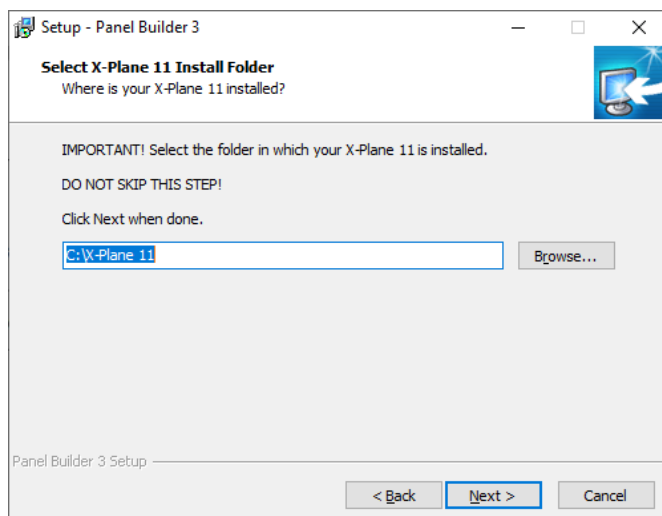 Setup - Panel Builder 3
Select X-Plane 11 Install Folder
Where is your X-Plane 11 installed?
IMPORTANT! Select the folder in which your X-Plane 11 is installed.
DO NOT SKIP THIS STEP!
Click Next when done.
C:\X-Plane 11
Browse...
Panel Builder 3 Setup
< Back
Next >
Cancel